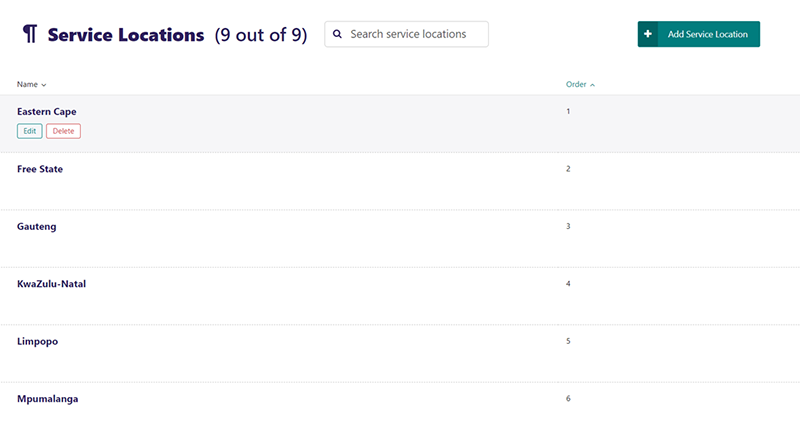 ¶ Service Locations (9 out of 9) Search service locations + Add Service Location
Name Order
Eastern Cape 1
Edit Delete
Free State 2
Gauteng 3
KwaZulu-Natal 4
Limpopo 5
Mpumalanga 6